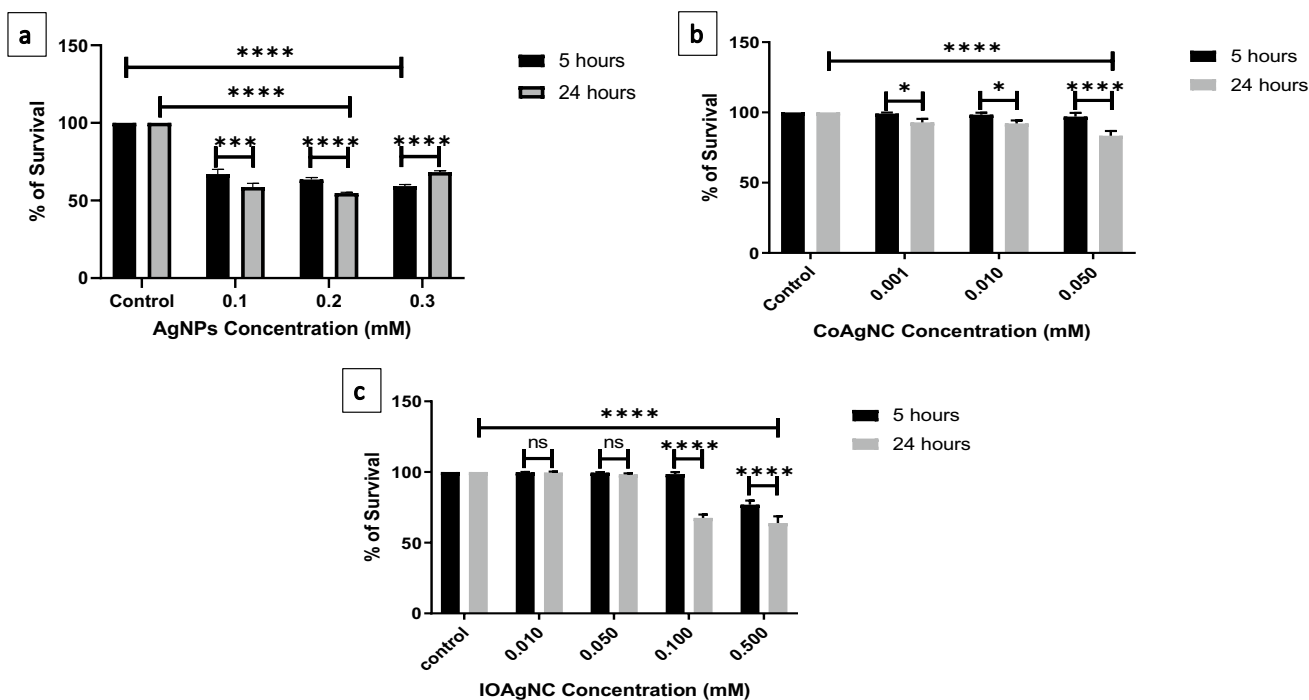 a
150
100
50
0
% of Survival
****
****
***
****
****
5 hours
24 hours
Control
0.1
0.2
0.3
AgNPs Concentration (mM)
b
150
100
50
0
% of Survival
****
*
*
****
5 hours
24 hours
Control
0.001
0.010
0.050
CoAgNC Concentration (mM)
c
150
100
50
0
% of Survival
****
ns
ns
****
****
5 hours
24 hours
control
0.010
0.050
0.100
0.500
IOAgNC Concentration (mM)